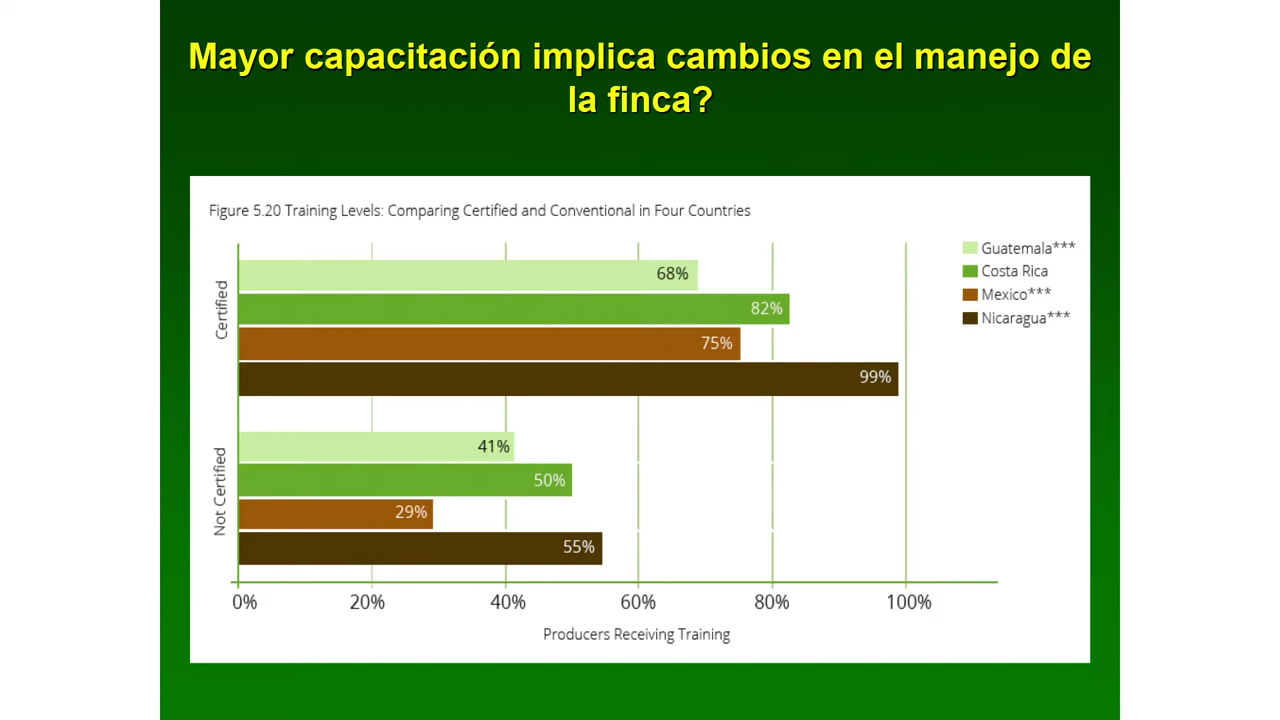 Mayor capacitación implica cambios en el manejo de
la finca?
Figure 5.20 Training Levels: Comparing Certified and Conventional in Four Countries
Guatemala***
Costa Rica
Mexico***
Nicaragua***
Certified
68%
82%
75%
99%
Not Certified
41%
50%
29%
55%
0% 20% 40% 60% 80% 100%
Producers Receiving Training